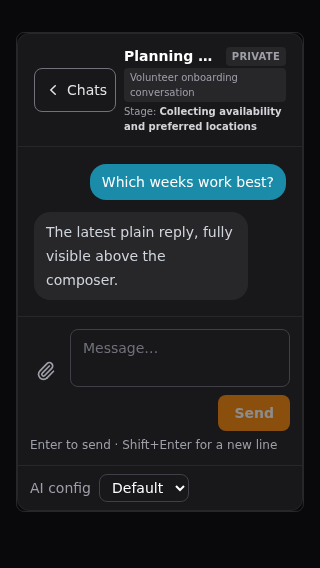 Chats
Planning ...
PRIVATE
Volunteer onboarding
conversation
Stage: Collecting availability
and preferred locations
Which weeks work best?
The latest plain reply, fully
visible above the
composer.
Message...
Send
Enter to send · Shift+Enter for a new line
AI config
Default